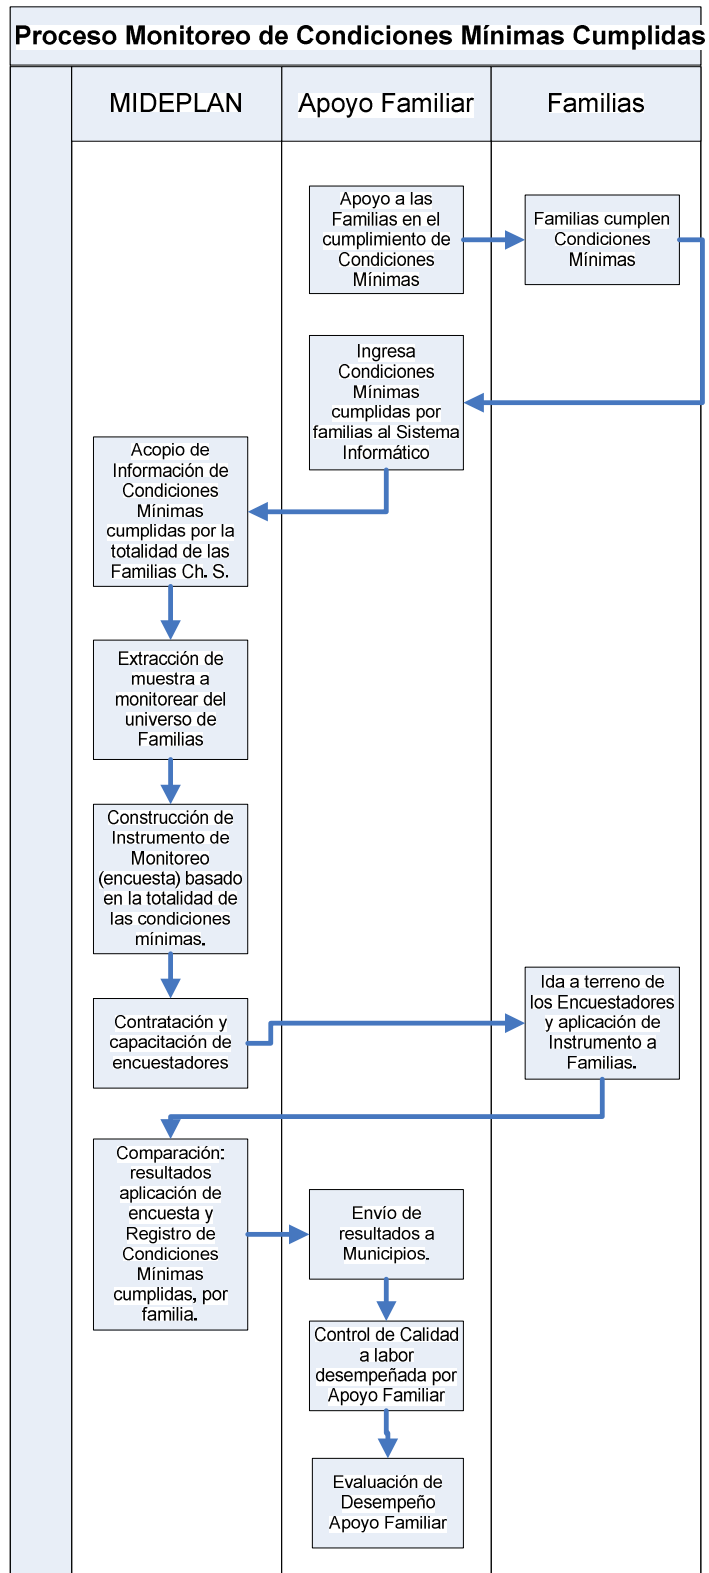 Proceso Monitoreo de Condiciones Mínimas Cumplidas
MIDEPLAN
Apoyo Familiar
Familias
Apoyo a las
Familias en el
cumplimiento de
Condiciones
Mínimas
Familias cumplen
Condiciones
Mínimas
Ingresa
Condiciones
Mínimas
cumplidas por
familias al Sistema
Informático
Acopio de
Información de
Condiciones
Mínimas
cumplidas por la
totalidad de las
Familias Ch. S.
Extracción de
muestra a
monitorear del
universo de
Familias
Construcción de
Instrumento de
Monitoreo
(encuesta) basado
en la totalidad de
las condiciones
mínimas.
Contratación y
capacitación de
encuestadores
Ida a terreno de
los Encuestadores
y aplicación de
Instrumento a
Familias.
Comparación:
resultados
aplicación de
encuesta y
Registro de
Condiciones
Mínimas
cumplidas, por
familia.
Envío de
resultados a
Municipios.
Control de Calidad
a labor
desempeñada por
Apoyo Familiar
Evaluación de
Desempeño
Apoyo Familiar